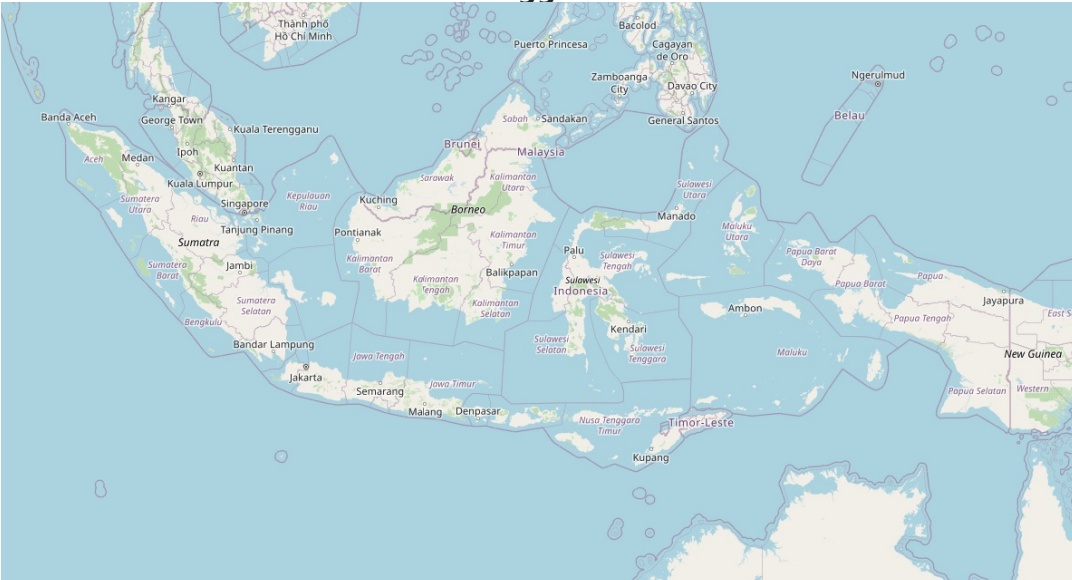 Thành phố
Hồ Chí Minh
Bacolod
Puerto Princesa
Cagayan
de Oro
Zamboanga
City
Davao City
Ngerulmud
Kangar
Banda Aceh
George Town
Kuala Terengganu
Sabah
Sandakan
General Santos
Belau
Ipoh
Brunei
Malaysia
Aceh
Medan
Kuantan
Kuala Lumpur
Sarawak
Kalimantan
Utara
Sulawesi
Utara
Sumatera
Utara
Singapore
Kepulauan
Riau
Kuching
Borneo
Manado
Riau
Tanjung Pinang
Pontianak
Maluku
Utara
Sumatra
Kalimantan
Timur
Palu
Papua Barat
Daya
Sumatera
Barat
Jambi
Kalimantan
Barat
Balikpapan
Sulawesi
Tengah
Papua
Kalimantan
Tengah
Sulawesi
Indonesia
Papua Barat
Sumatera
Selatan
Kalimantan
Selatan
Ambon
Jayapura
Bengkulu
Papua Tengah
East S
Kendari
Bandar Lampung
Sulawesi
Selatan
Sulawesi
Tenggara
Maluku
New Guinea
Jawa Tengah
Jakarta
Semarang
Jawa Timur
Papua Selatan
Western
Malang
Denpasar
Nusa Tenggara
Timur
Timor-Leste
Kupang